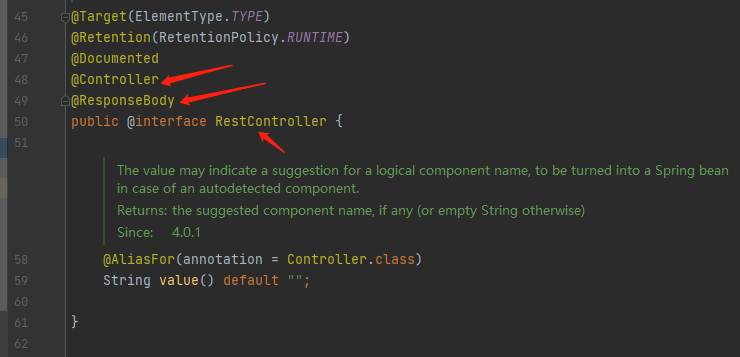 45 @Target(ElementType.TYPE)
46 @Retention(RetentionPolicy.RUNTIME)
47 @Documented
48 @Controller
49 @ResponseBody
50 public @interface RestController {
51
The value may indicate a suggestion for a logical component name, to be turned into a Spring bean
in case of an autodetected component.
Returns: the suggested component name, if any (or empty String otherwise)
Since: 4.0.1
58 @AliasFor(annotation = Controller.class)
59 String value() default "";
60
61 }
62